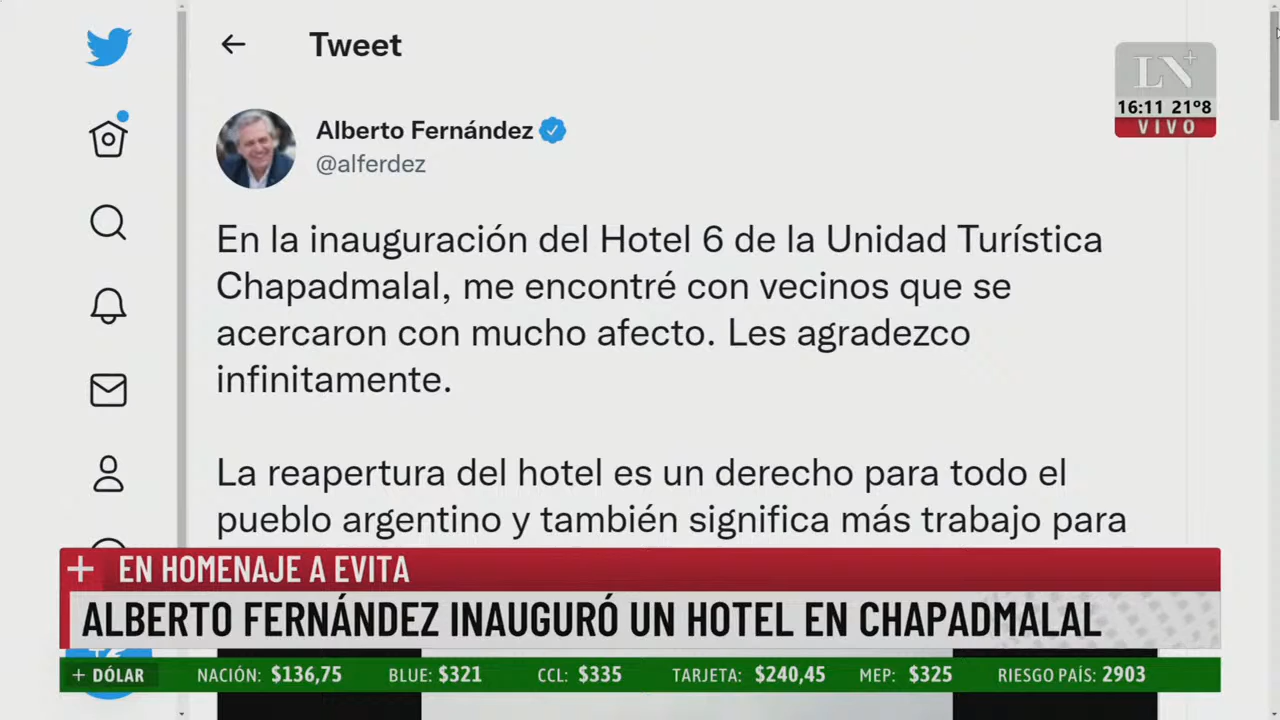 Tweet
LN+
16:11 21º8
VIVO
Alberto Fernández
@alferdez
En la inauguración del Hotel 6 de la Unidad Turística
Chapadmalal, me encontré con vecinos que se
acercaron con mucho afecto. Les agradezco
infinitamente.
La reapertura del hotel es un derecho para todo el
pueblo argentino y también significa más trabajo para
+ EN HOMENAJE A EVITA
ALBERTO FERNÁNDEZ INAUGURÓ UN HOTEL EN CHAPADMALAL
+ DÓLAR NACIÓN: $136,75 BLUE: $321 CCL: $335 TARJETA: $240,45 MEP: $325 RIESGO PAÍS: 2903